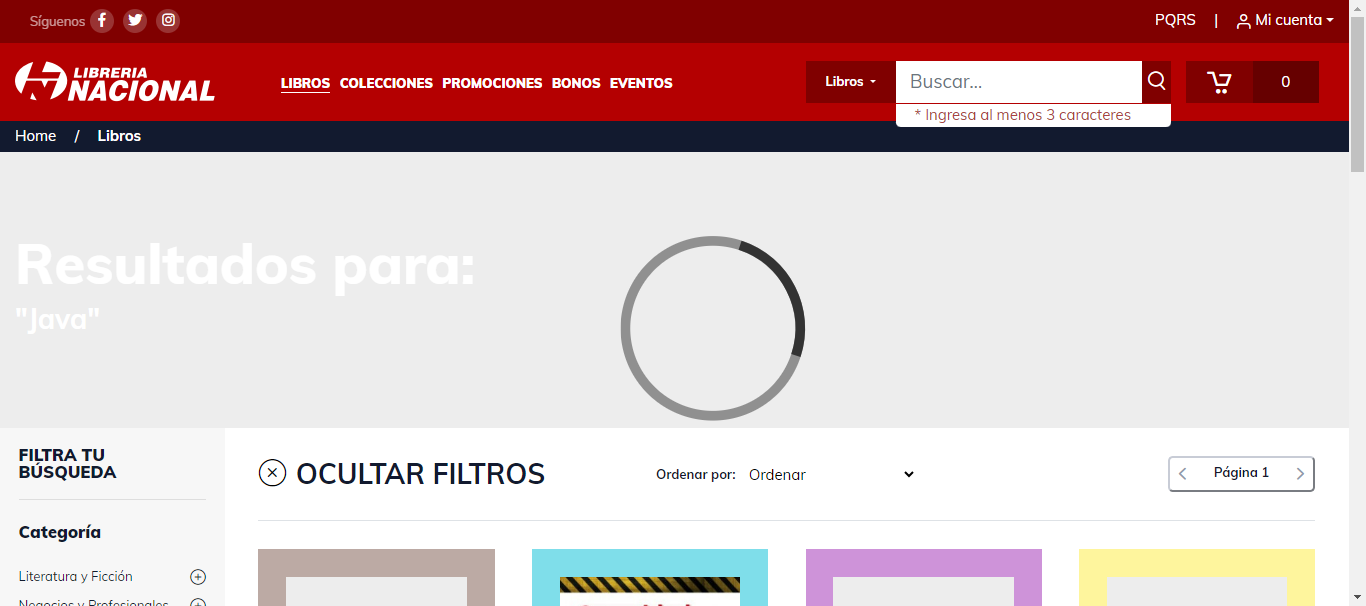 Síguenos
PQRS | Mi cuenta
LIBRERIA
NACIONAL
LIBROS COLECCIONES PROMOCIONES BONOS EVENTOS
Libros
Buscar...
0
* Ingresa al menos 3 caracteres
Home / Libros
Resultados para:
"Java"
FILTRA TU
BÚSQUEDA
OCULTAR FILTROS
Ordenar por: Ordenar
Página 1
Categoría
Literatura y Ficción
Negocios y Profesionales